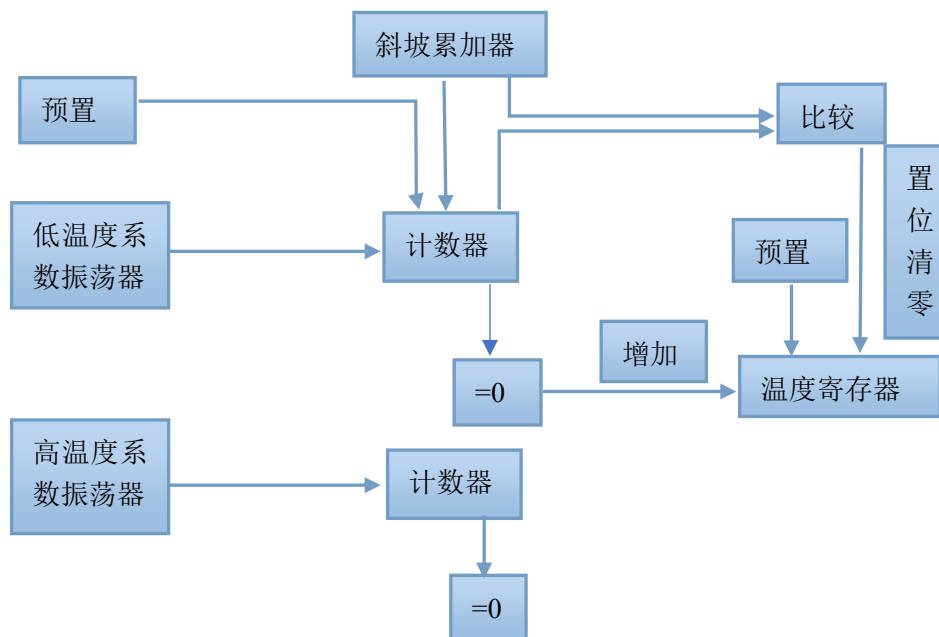 斜坡累加器
预置
比较
置
位
清
零
低温度系
数振荡器
计数器
预置
增加
=0
温度寄存器
高温度系
数振荡器
计数器
=0